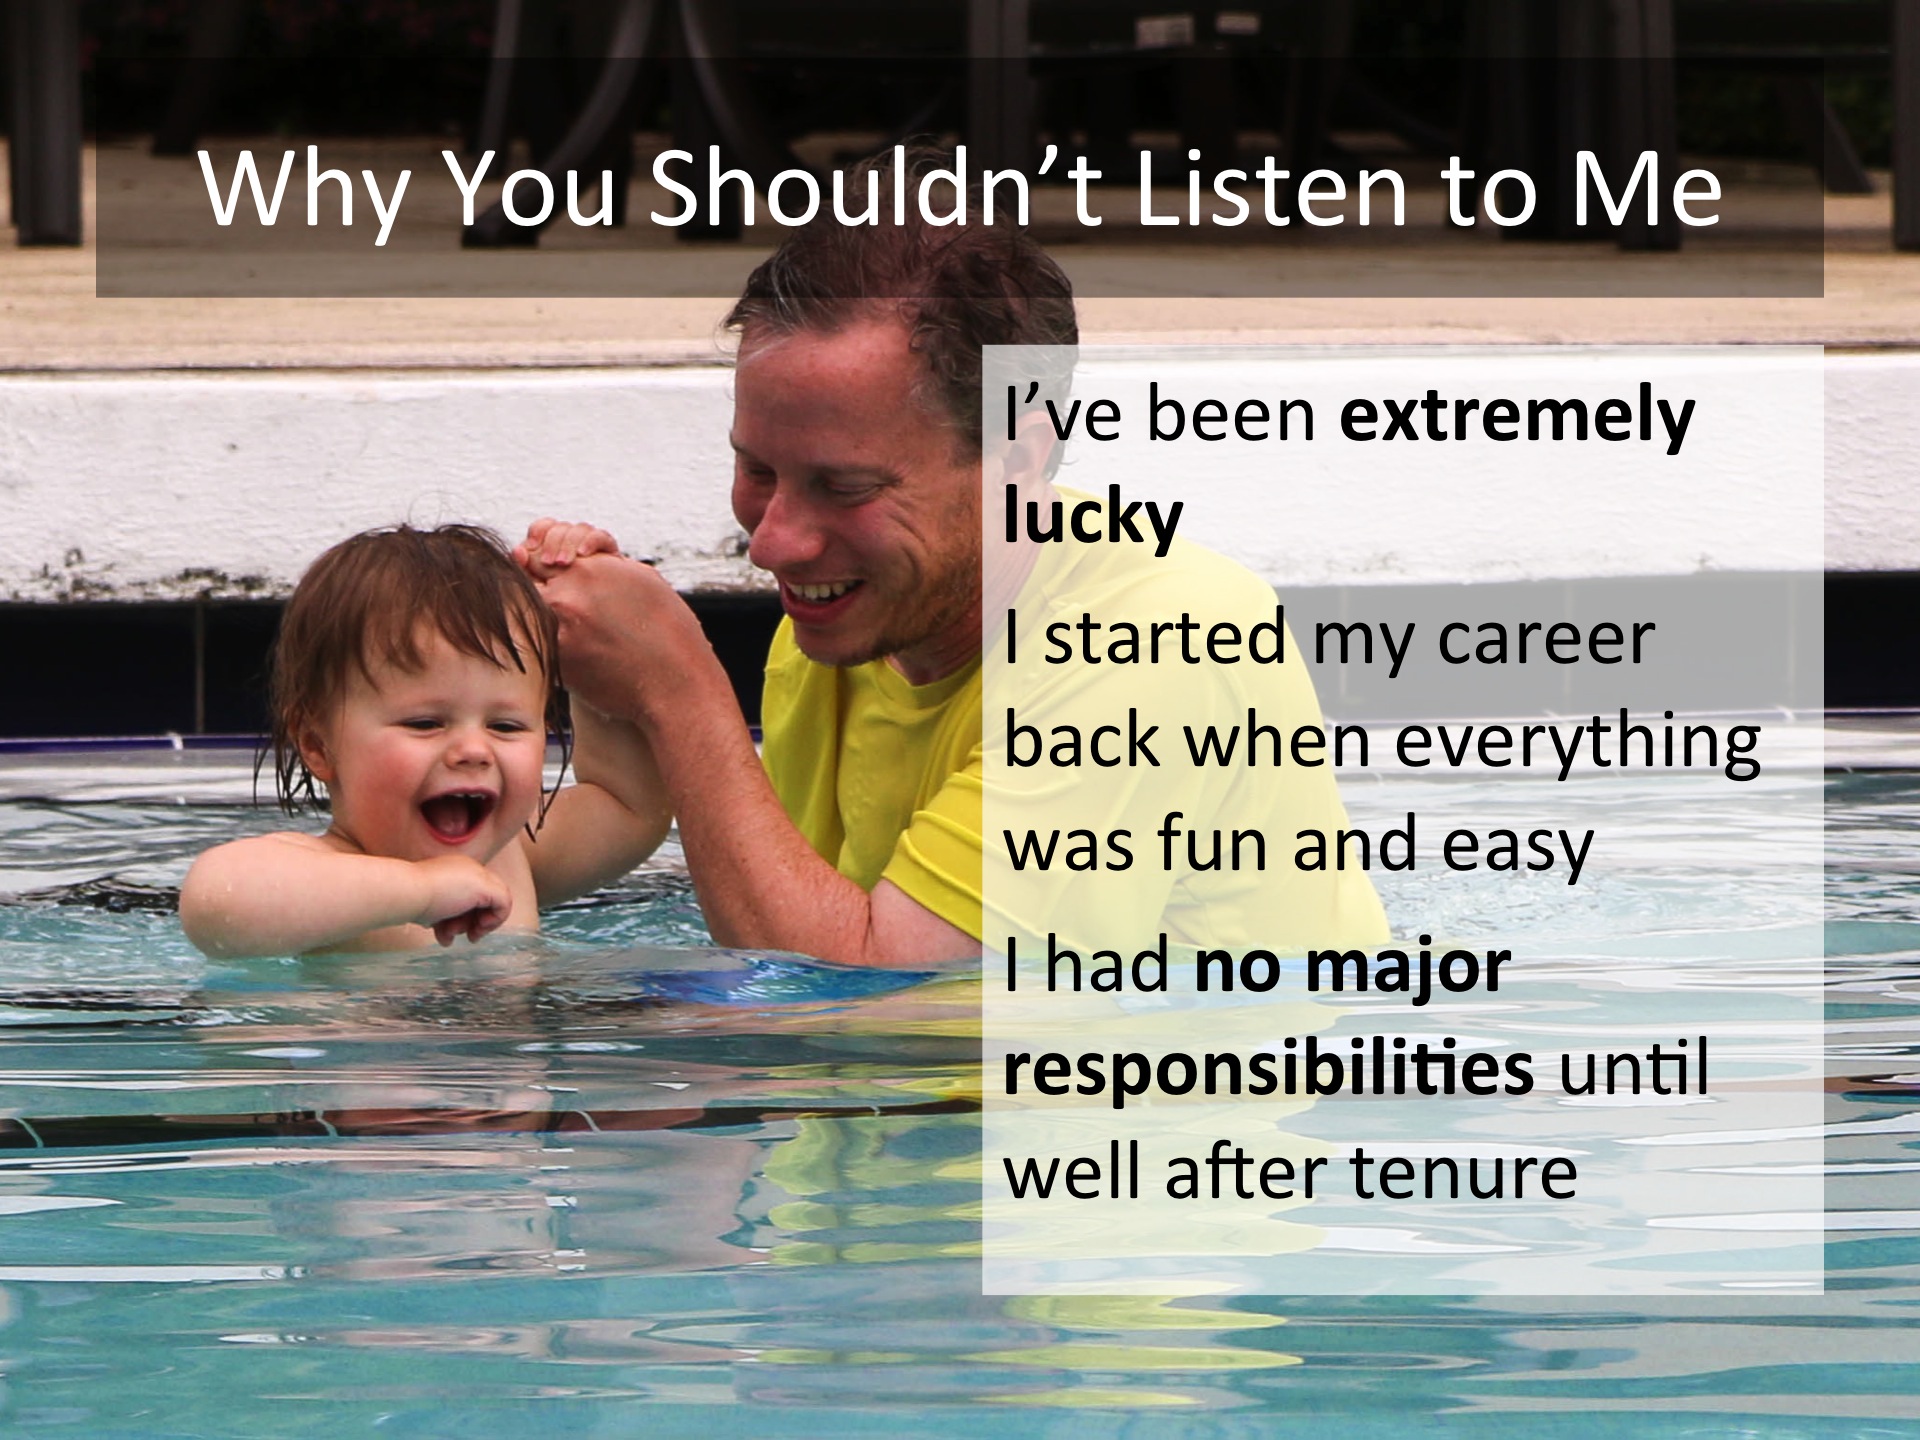 Why You Shouldn’t Listen to Me
I’ve been extremely
lucky
I started my career
back when everything
was fun and easy
I had no major
responsibilities until
well after tenure